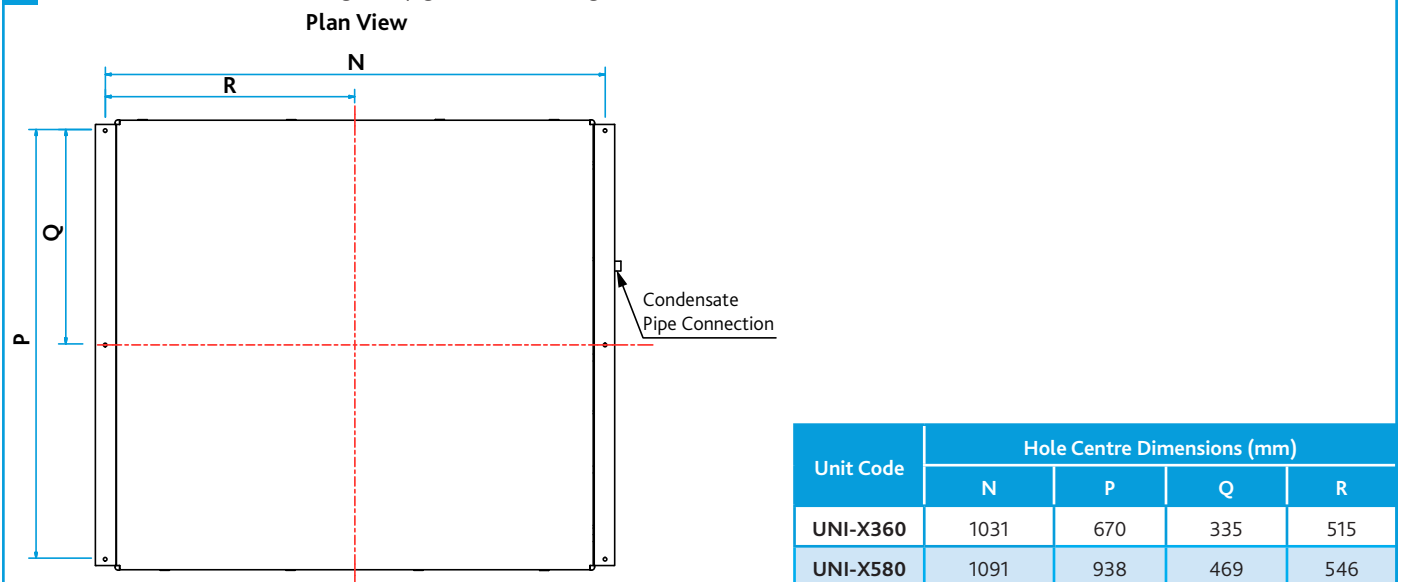 Plan View
N
R
Q
P
Condensate
Pipe Connection
Unit Code
Hole Centre Dimensions (mm)
N P Q R
UNI-X360 1031 670 335 515
UNI-X580 1091 938 469 546